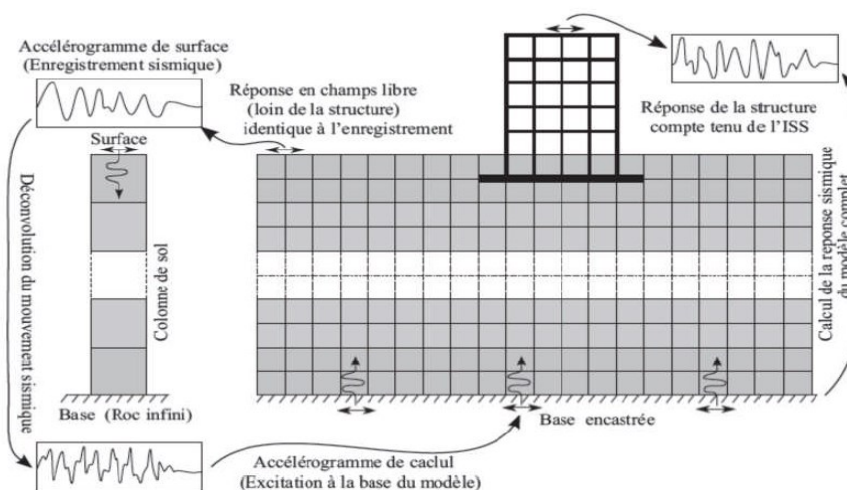 Accélérogramme de surface
(Enregistrement sismique)
Réponse en champs libre
(loin de la structure)
identique à l'enregistrement
Réponse de la structure
compte tenu de l'ISS
Surface
Déconvolution du mouvement sismique
Colonne de sol
Calcul de la reponse sismique
du modèle complet
Base (Roc infini)
Base encastrée
Accélérogramme de caclul
(Excitation à la base du modèle)